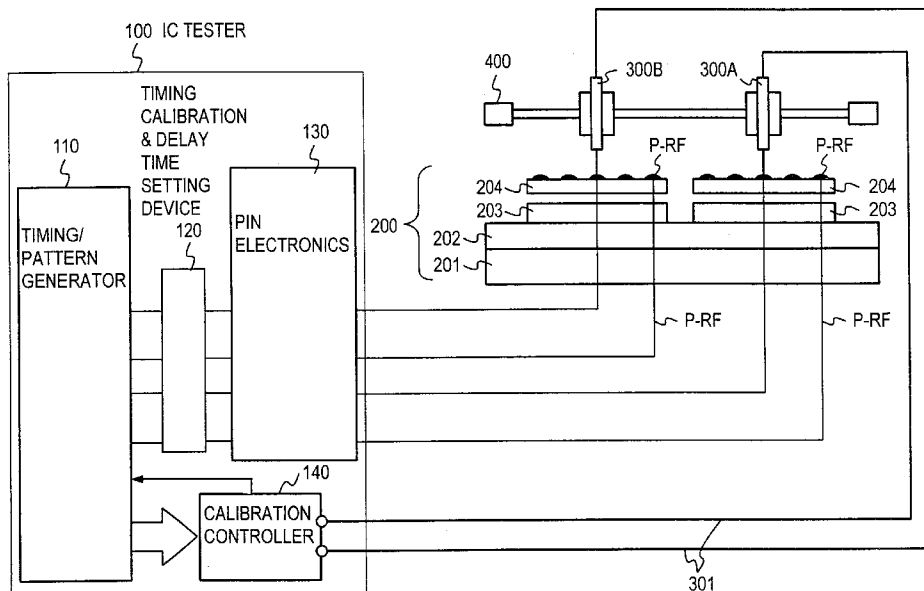 100 IC TESTER
TIMING
CALIBRATION
& DELAY
TIME
SETTING
DEVICE
110
120
130
TIMING/
PATTERN
GENERATOR
PIN
ELECTRONICS
140
CALIBRATION
CONTROLLER
400
300B
300A
P-RF
P-RF
204
204
203
203
200
202
201
P-RF
P-RF
301